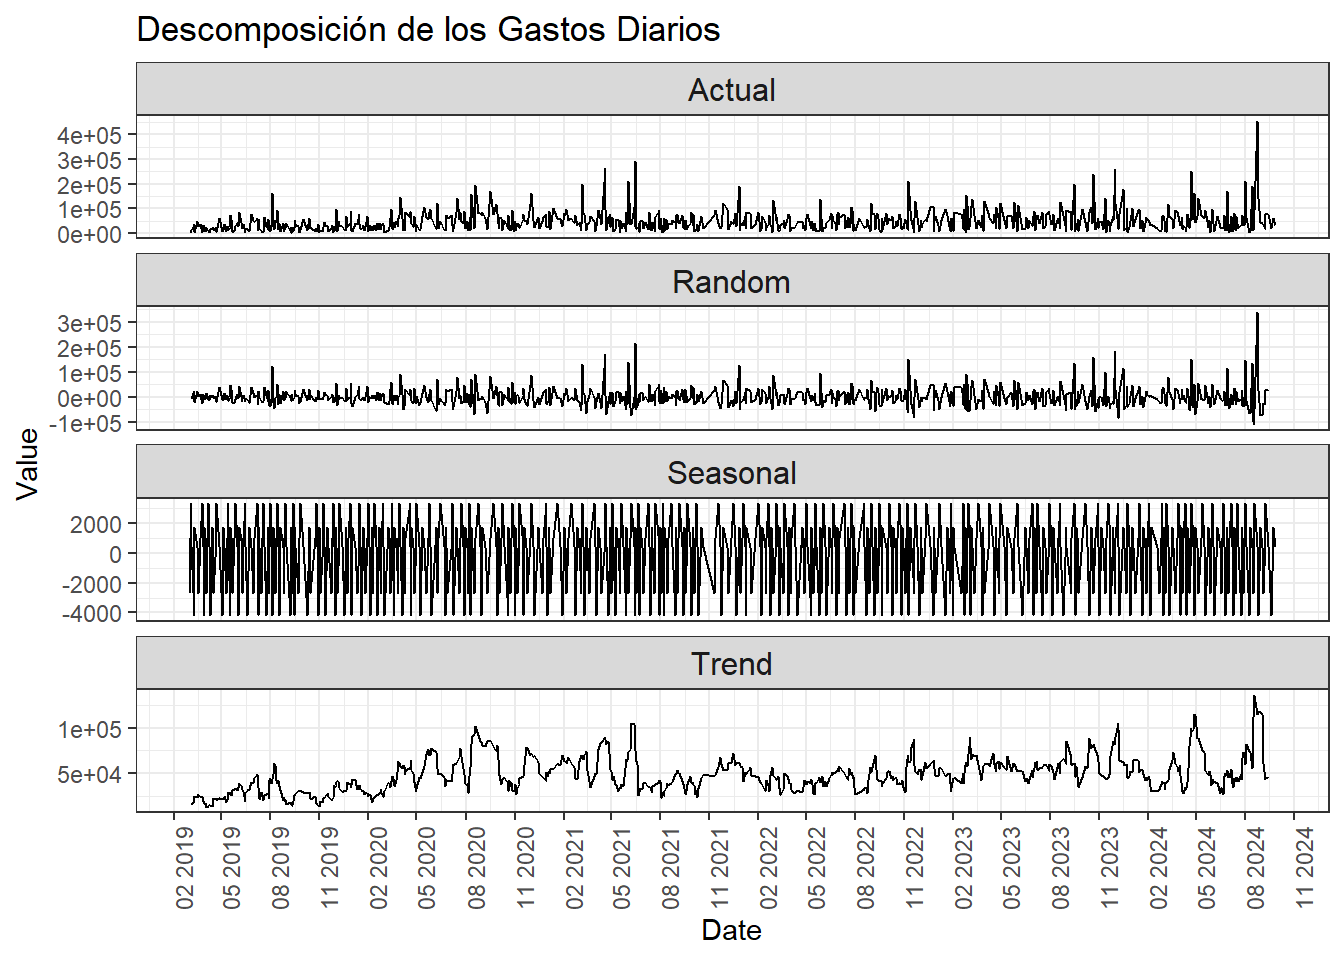 Descomposición de los Gastos Diarios
Actual
4e+05
3e+05
2e+05
1e+05
0e+00
Random
3e+05
2e+05
1e+05
0e+00
-1e+05
Value
Seasonal
2000
0
-2000
-4000
Trend
1e+05
5e+04
02 2019
05 2019
08 2019
11 2019
02 2020
05 2020
08 2020
11 2020
02 2021
05 2021
08 2021
11 2021
02 2022
05 2022
08 2022
11 2022
02 2023
05 2023
08 2023
11 2023
02 2024
05 2024
08 2024
11 2024
Date